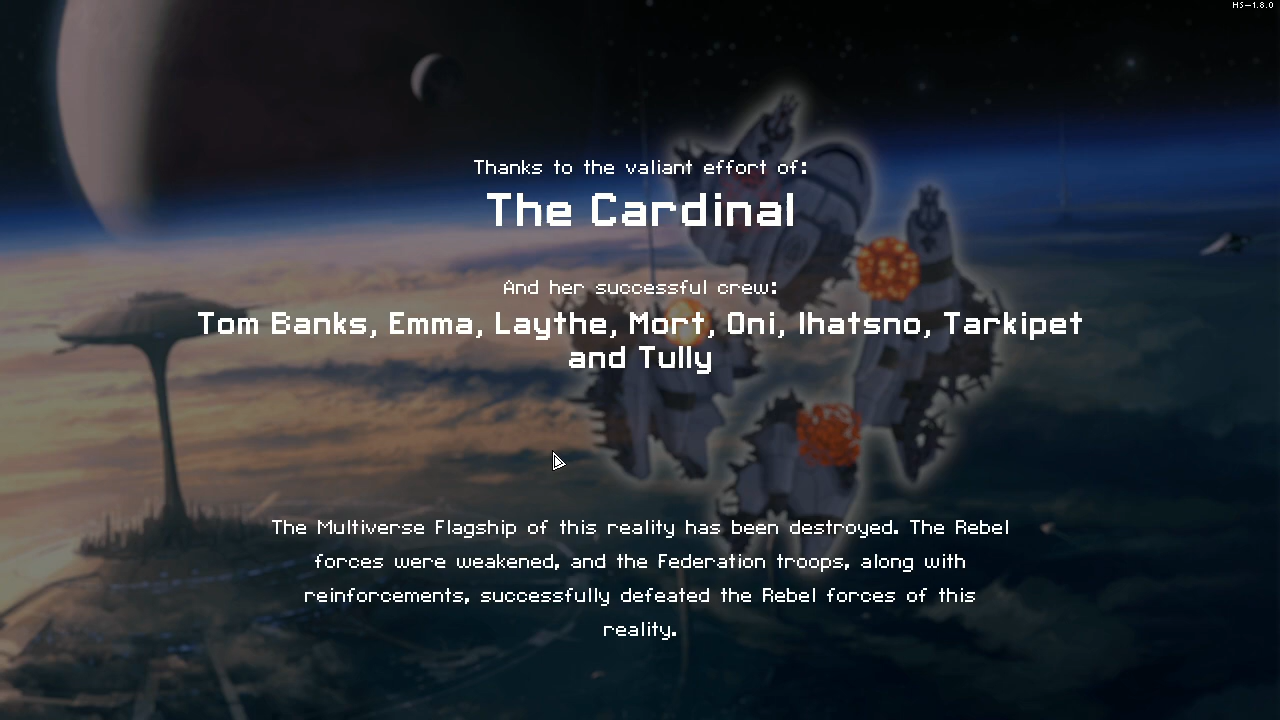 HS-1.8.0
Thanks to the valiant effort of:
The Cardinal
And her successful crew:
Tom Banks, Emma, Laythe, Mort, Oni, Ihatsno, Tarkipet
and Tully
The Multiverse Flagship of this reality has been destroyed. The Rebel
forces were weakened, and the Federation troops, along with
reinforcements, successfully defeated the Rebel forces of this
reality.